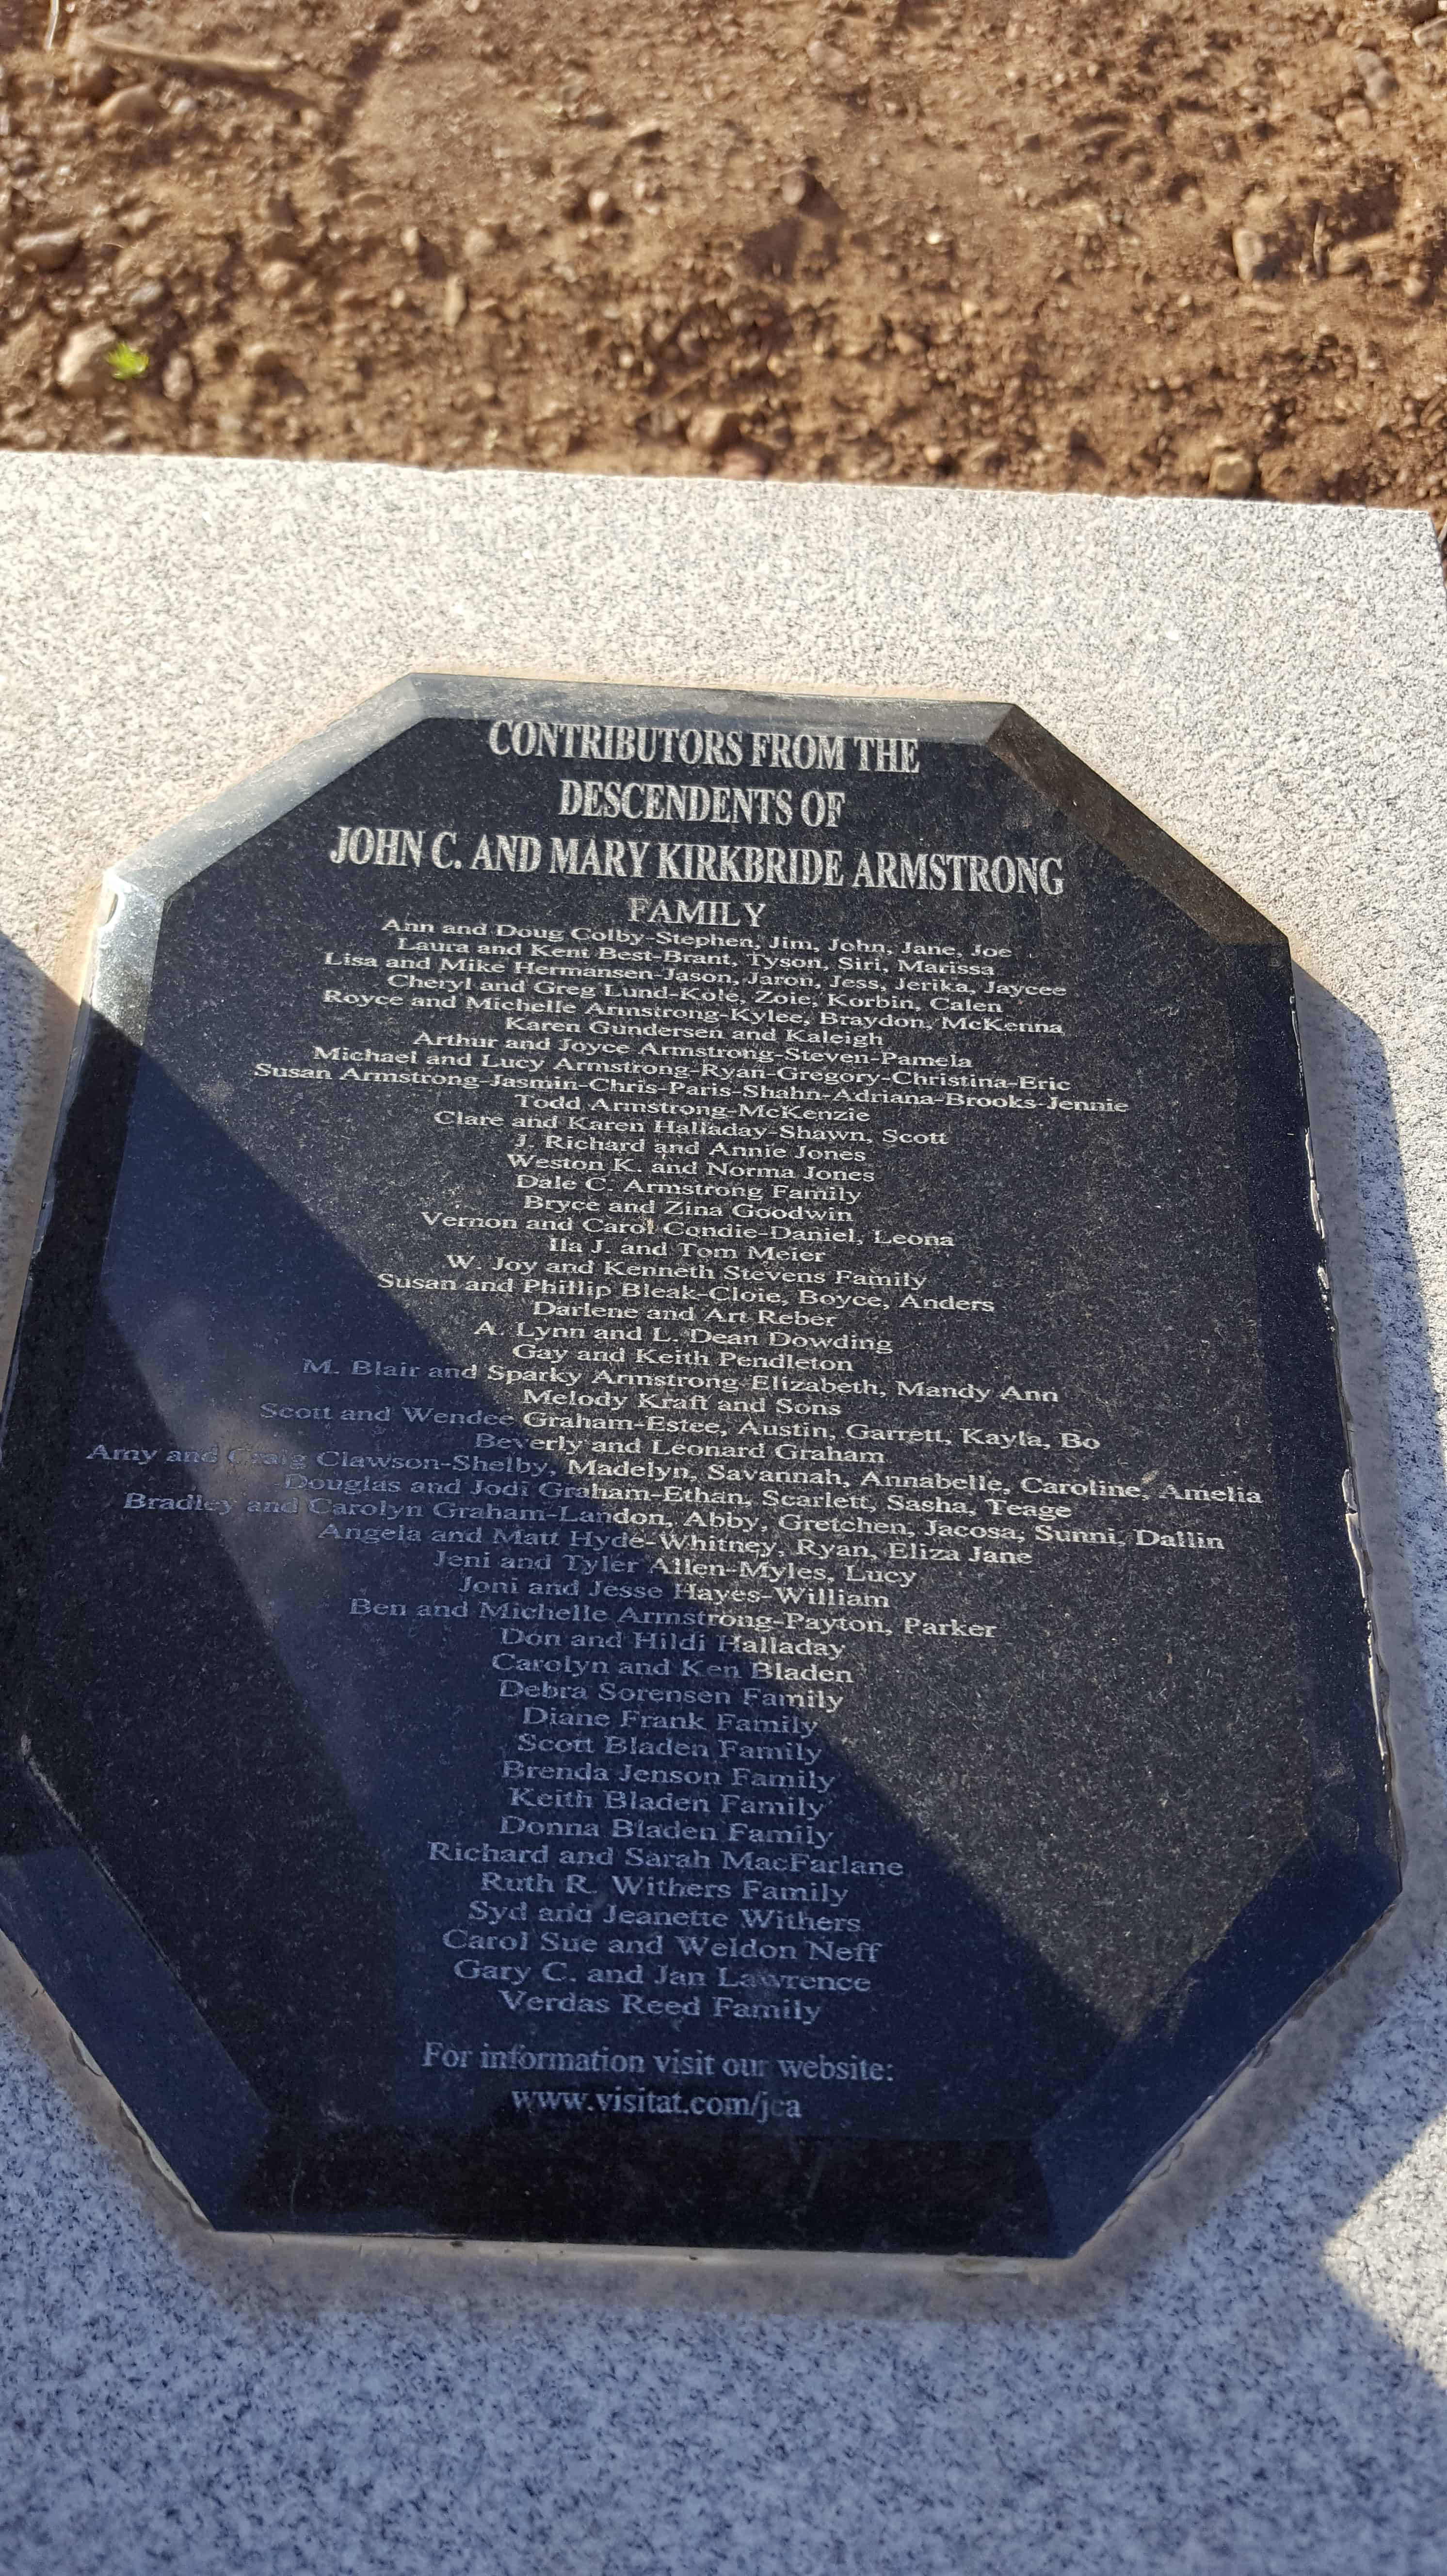 CONTRIBUTORS FROM THE
DESCENDENTS OF
JOHN C. AND MARY KIRKBRIDE ARMSTRONG
FAMILY
Ann and Doug Colby-Stephen, Jim, John, Jane, Joe
Laura and Kent Best-Brant, Tyson, Siri, Marissa
Lisa and Mike Hermansen-Jason, Jaron, Jess, Jerika, Jaycee
Cheryl and Greg Lund-Kole, Zoie, Korbin, Calen
Royce and Michelle Armstrong-Kylee, Braydon, McKenna
Karen Gundersen and Kaleigh
Arthur and Joyce Armstrong-Steven-Pamela
Michael and Lucy Armstrong-Ryan-Gregory-Christina-Eric
Susan Armstrong-Jasmin-Chris-Paris-Shahn-Adriana-Brooks-Jennie
Todd Armstrong-McKenzie
Clare and Karen Halladay-Shawn, Scott
J. Richard and Annie Jones
Weston K. and Norma Jones
Dale C. Armstrong Family
Bryce and Zina Goodwin
Vernon and Carol Condie-Daniel, Leona
Ila J. and Tom Meier
W. Joy and Kenneth Stevens Family
Susan and Phillip Bleak-Cloie, Boyce, Anders
Darlene and Art Reber
A. Lynn and L. Dean Dowding
Gay and Keith Pendleton
M. Blair and Sparky Armstrong-Elizabeth, Mandy Ann
Melody Kraft and Sons
Scott and Wendee Graham-Estee, Austin, Garrett, Kayla, Bo
Beverly and Leonard Graham
Amy and Craig Clawson-Shelby, Madelyn, Savannah, Annabelle, Caroline, Amelia
Douglas and Jodi Graham-Ethan, Scarlett, Sasha, Teage
Bradley and Carolyn Graham-Landon, Abby, Gretchen, Jacosa, Sunni, Dallin
Angela and Matt Hyde-Whitney, Ryan, Eliza Jane
Jeni and Tyler Allen-Myles, Lucy
Joni and Jesse Hayes-William
Ben and Michelle Armstrong-Payton, Parker
Don and Hildi Halladay
Carolyn and Ken Bladen
Debra Sorensen Family
Diane Frank Family
Scott Bladen Family
Brenda Jenson Family
Keith Bladen Family
Donna Bladen Family
Richard and Sarah MacFarlane
Ruth R. Withers Family
Syd and Jeanette Withers
Carol Sue and Weldon Neff
Gary C. and Jan Lawrence
Verdas Reed Family
For information visit our website:
www.visitat.com/jca